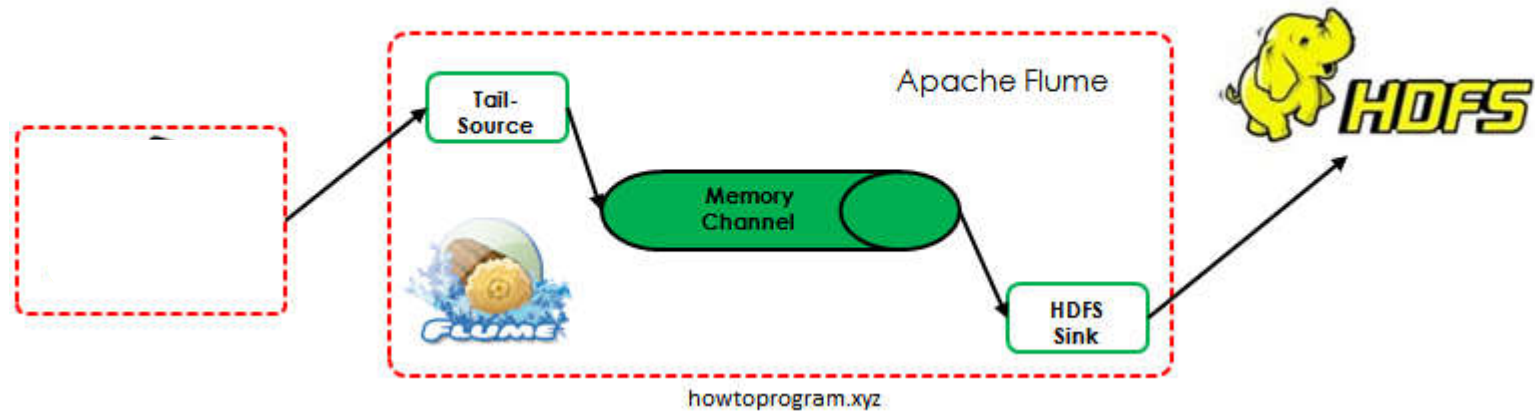 Apache Flume
Tail-
Source
Memory
Channel
HDFS
Sink
FLUME
HDFS
howtoprogram.xyz